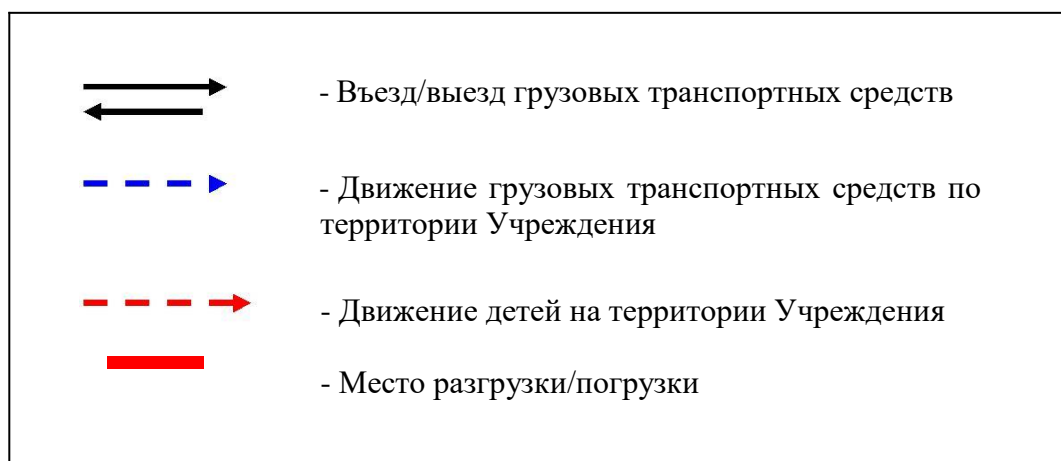 - Въезд/выезд грузовых транспортных средств
- Движение грузовых транспортных средств по
территории Учреждения
- Движение детей на территории Учреждения
- Место разгрузки/погрузки